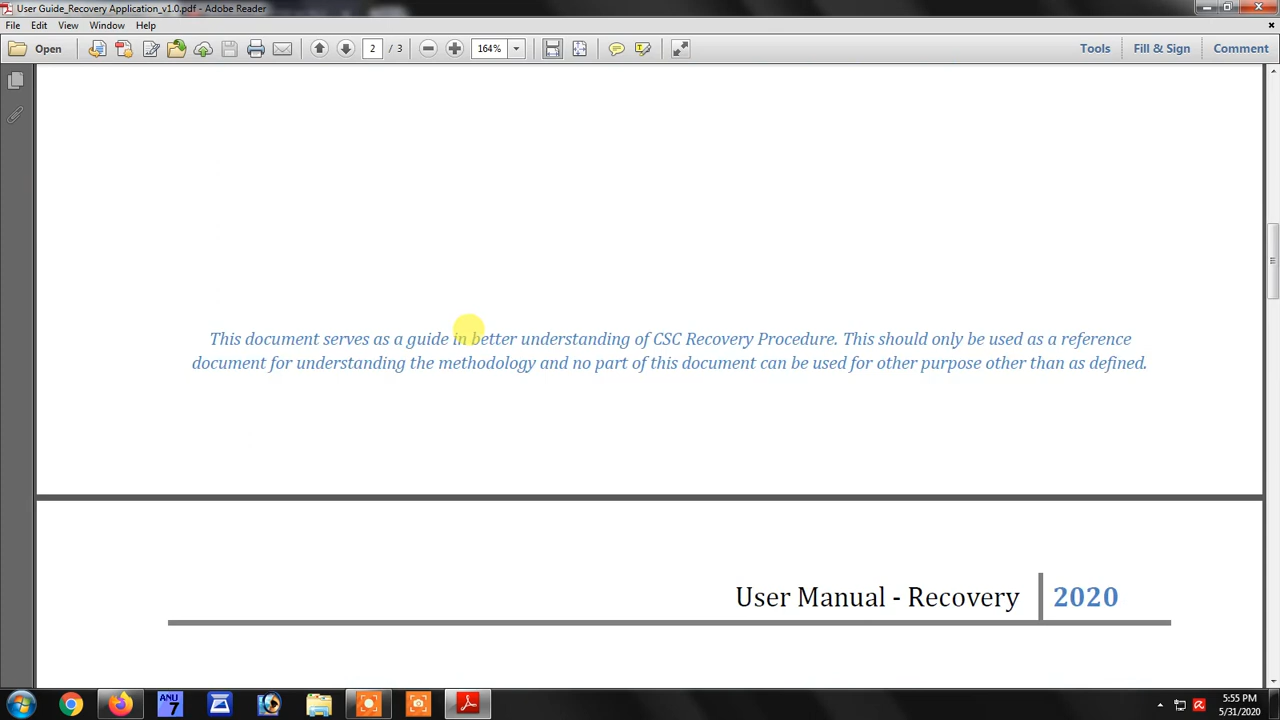 User Guide_Recovery Application_v1.0.pdf - Adobe Reader
File Edit View Window Help
Open 2 / 3 164% Tools Fill & Sign Comment
This document serves as a guide in better understanding of CSC Recovery Procedure. This should only be used as a reference
document for understanding the methodology and no part of this document can be used for other purpose other than as defined.
User Manual - Recovery 2020
ANU
7
5:55 PM
5/31/2020